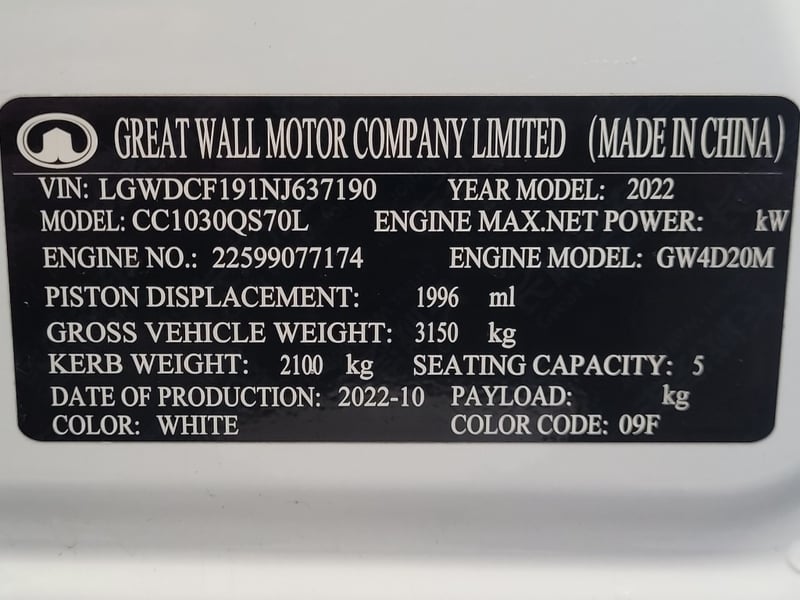 GREAT WALL MOTOR COMPANY LIMITED (MADE IN CHINA)
VIN: LGWDCF191NJ637190 YEAR MODEL: 2022
MODEL: CC1030QS70L ENGINE MAX.NET POWER: kW
ENGINE NO.: 22599077174 ENGINE MODEL: GW4D20M
PISTON DISPLACEMENT: 1996 ml
GROSS VEHICLE WEIGHT: 3150 kg
KERB WEIGHT: 2100 kg SEATING CAPACITY: 5
DATE OF PRODUCTION: 2022-10 PAYLOAD: kg
COLOR: WHITE COLOR CODE: 09F